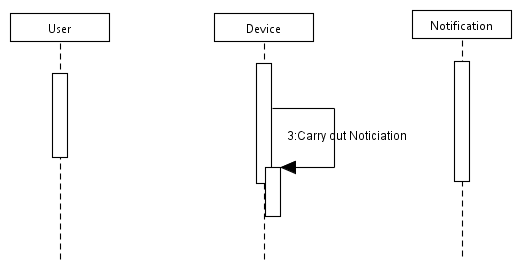 User
Device
Notification
3:Carry out Noticiation